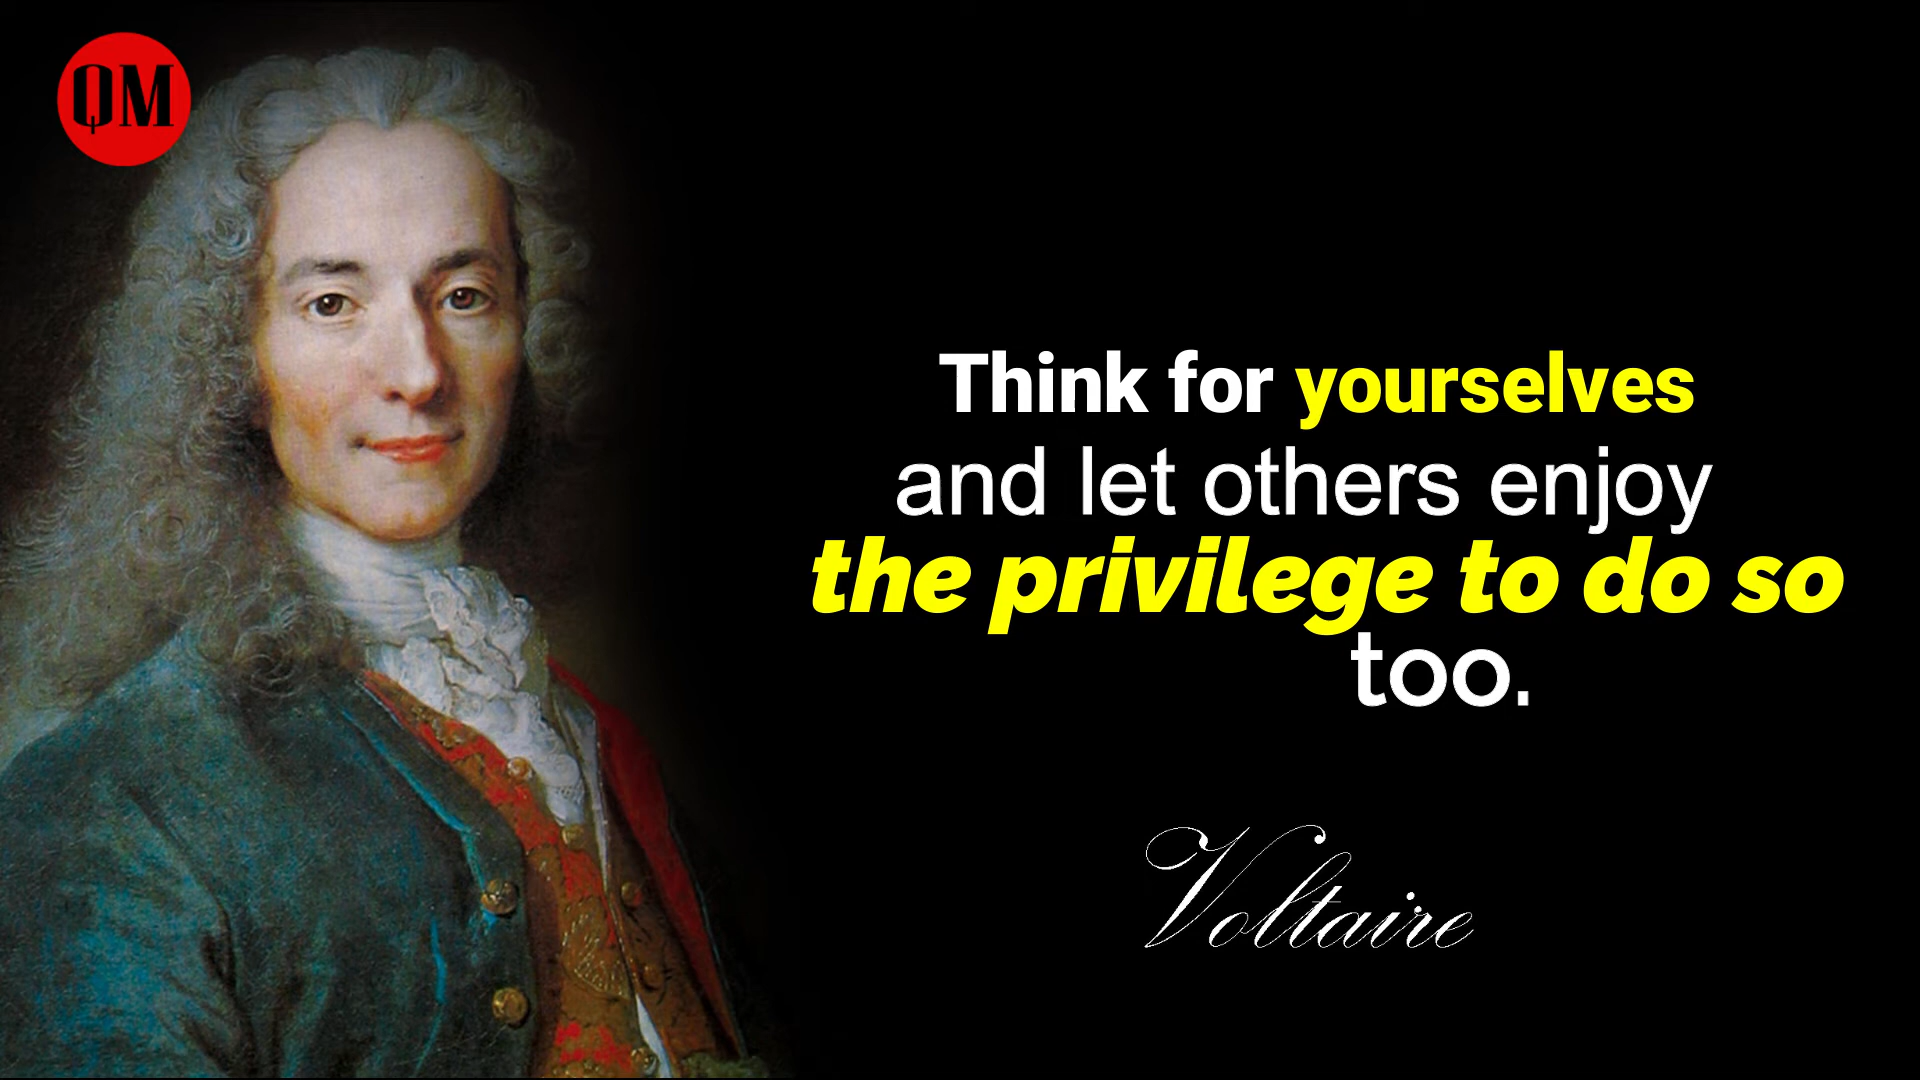 QM
Think for yourselves
and let others enjoy
the privilege to do so
too.
Voltaire